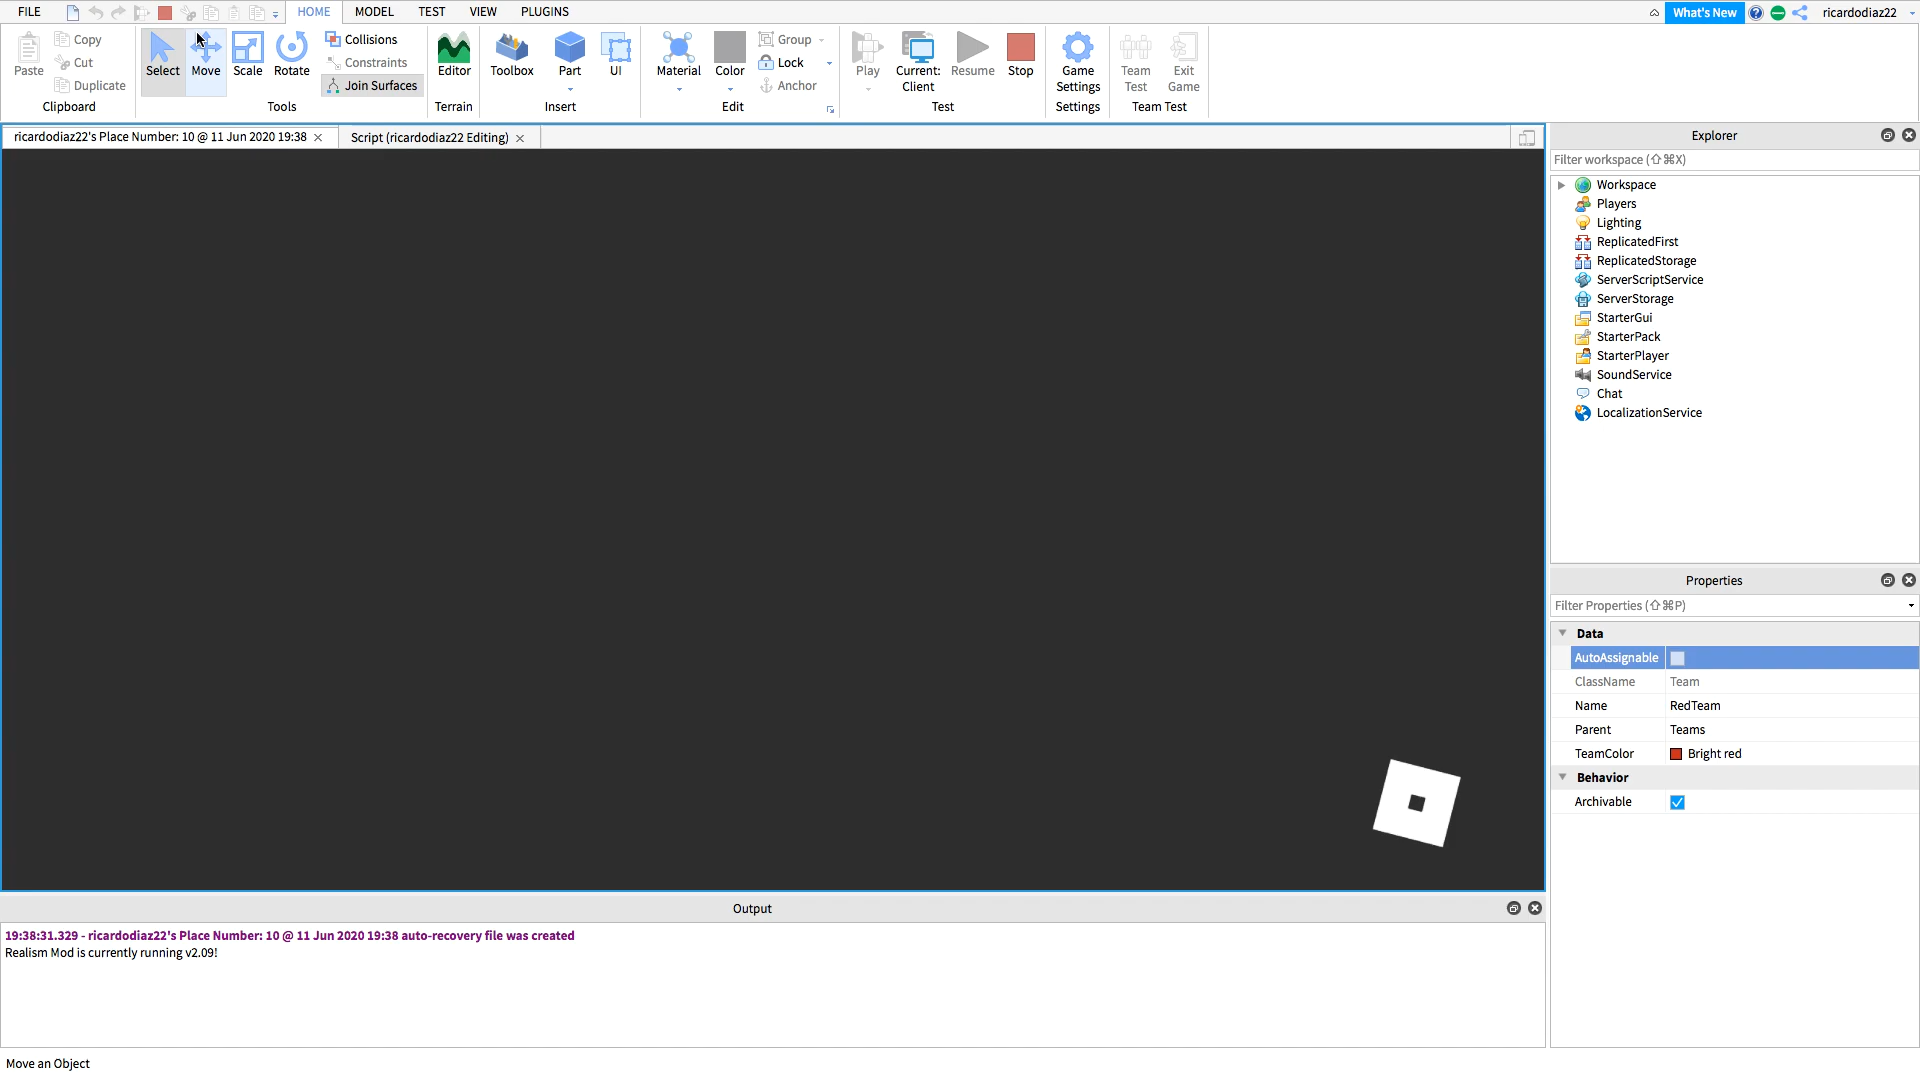 FILE HOME MODEL TEST VIEW PLUGINS What's New ricardodiaz22
Paste Copy Cut Duplicate Clipboard
Select Move Scale Rotate Collisions Constraints Join Surfaces Tools
Editor Terrain
Toolbox Part UI Insert
Material Color Group Lock Anchor Edit
Play Current: Client Resume Stop Test
Game Settings Settings
Team Test Exit Game Team Test
ricardodiaz22's Place Number: 10 @ 11 Jun 2020 19:38
Script (ricardodiaz22 Editing)
Explorer
Filter workspace (⇧⌘X)
Workspace
Players
Lighting
ReplicatedFirst
ReplicatedStorage
ServerScriptService
ServerStorage
StarterGui
StarterPack
StarterPlayer
SoundService
Chat
LocalizationService
Properties
Filter Properties (⇧⌘P)
Data
AutoAssignable
ClassName Team
Name RedTeam
Parent Teams
TeamColor Bright red
Behavior
Archivable
Output
19:38:31.329 - ricardodiaz22's Place Number: 10 @ 11 Jun 2020 19:38 auto-recovery file was created
Realism Mod is currently running v2.09!
Move an Object